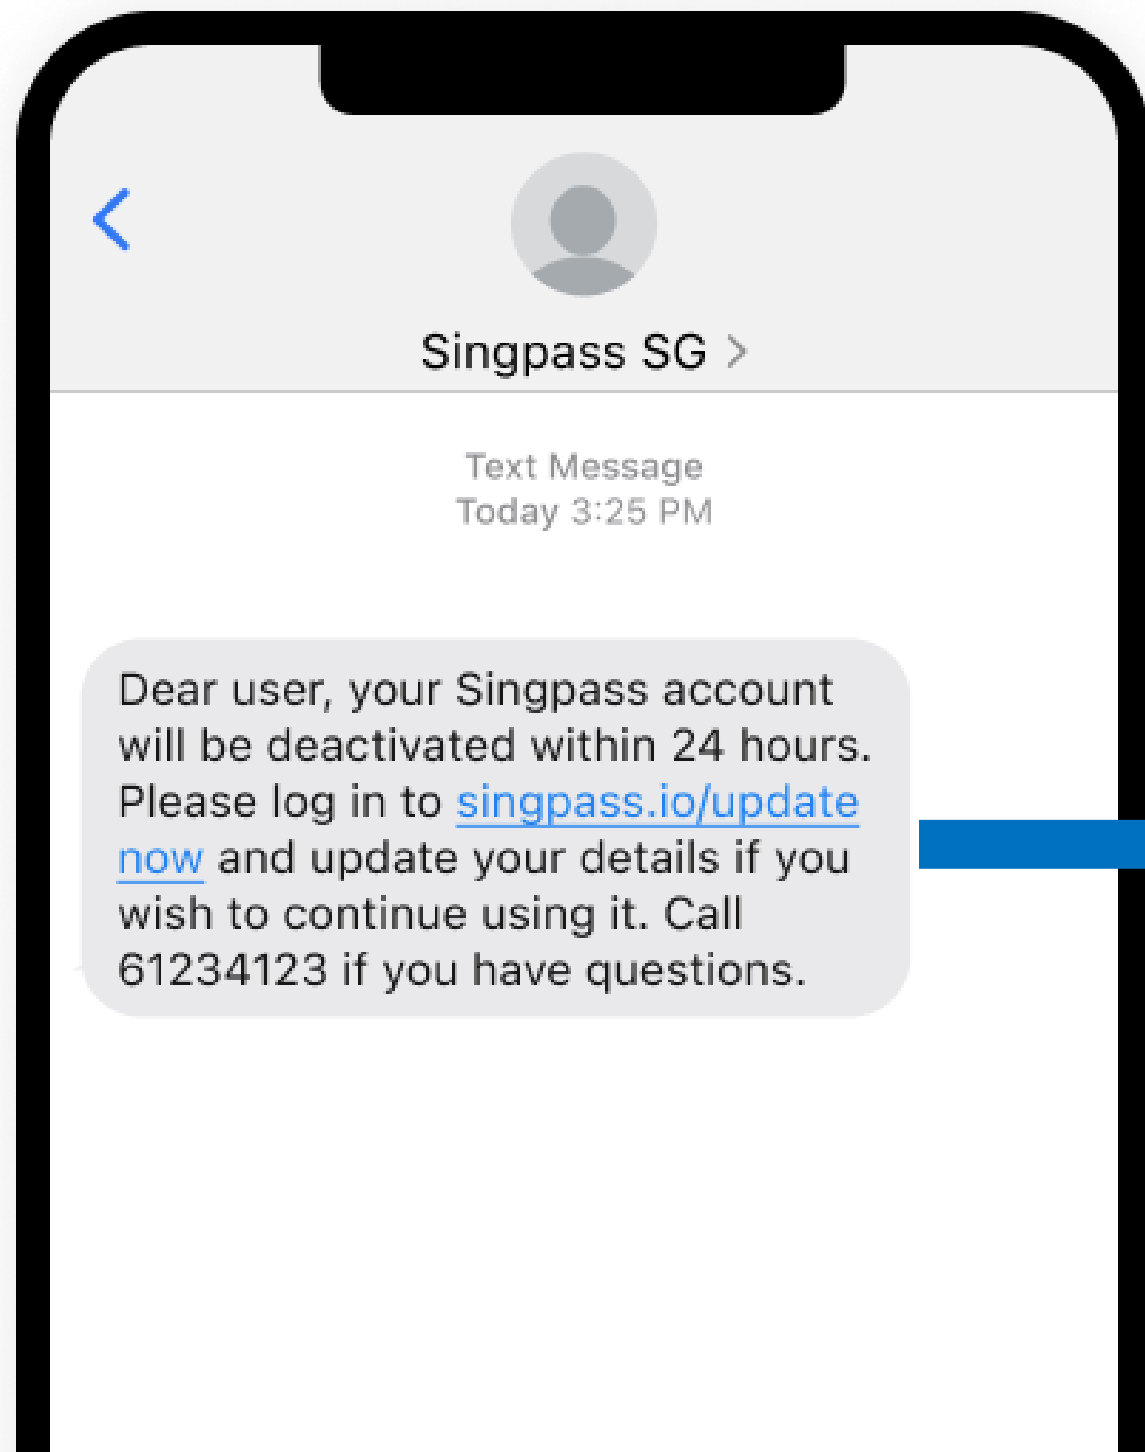 Singpass SG
Text Message
Today 3:25 PM
Dear user, your Singpass account
will be deactivated within 24 hours.
Please log in to singpass.io/update
now and update your details if you
wish to continue using it. Call
61234123 if you have questions.